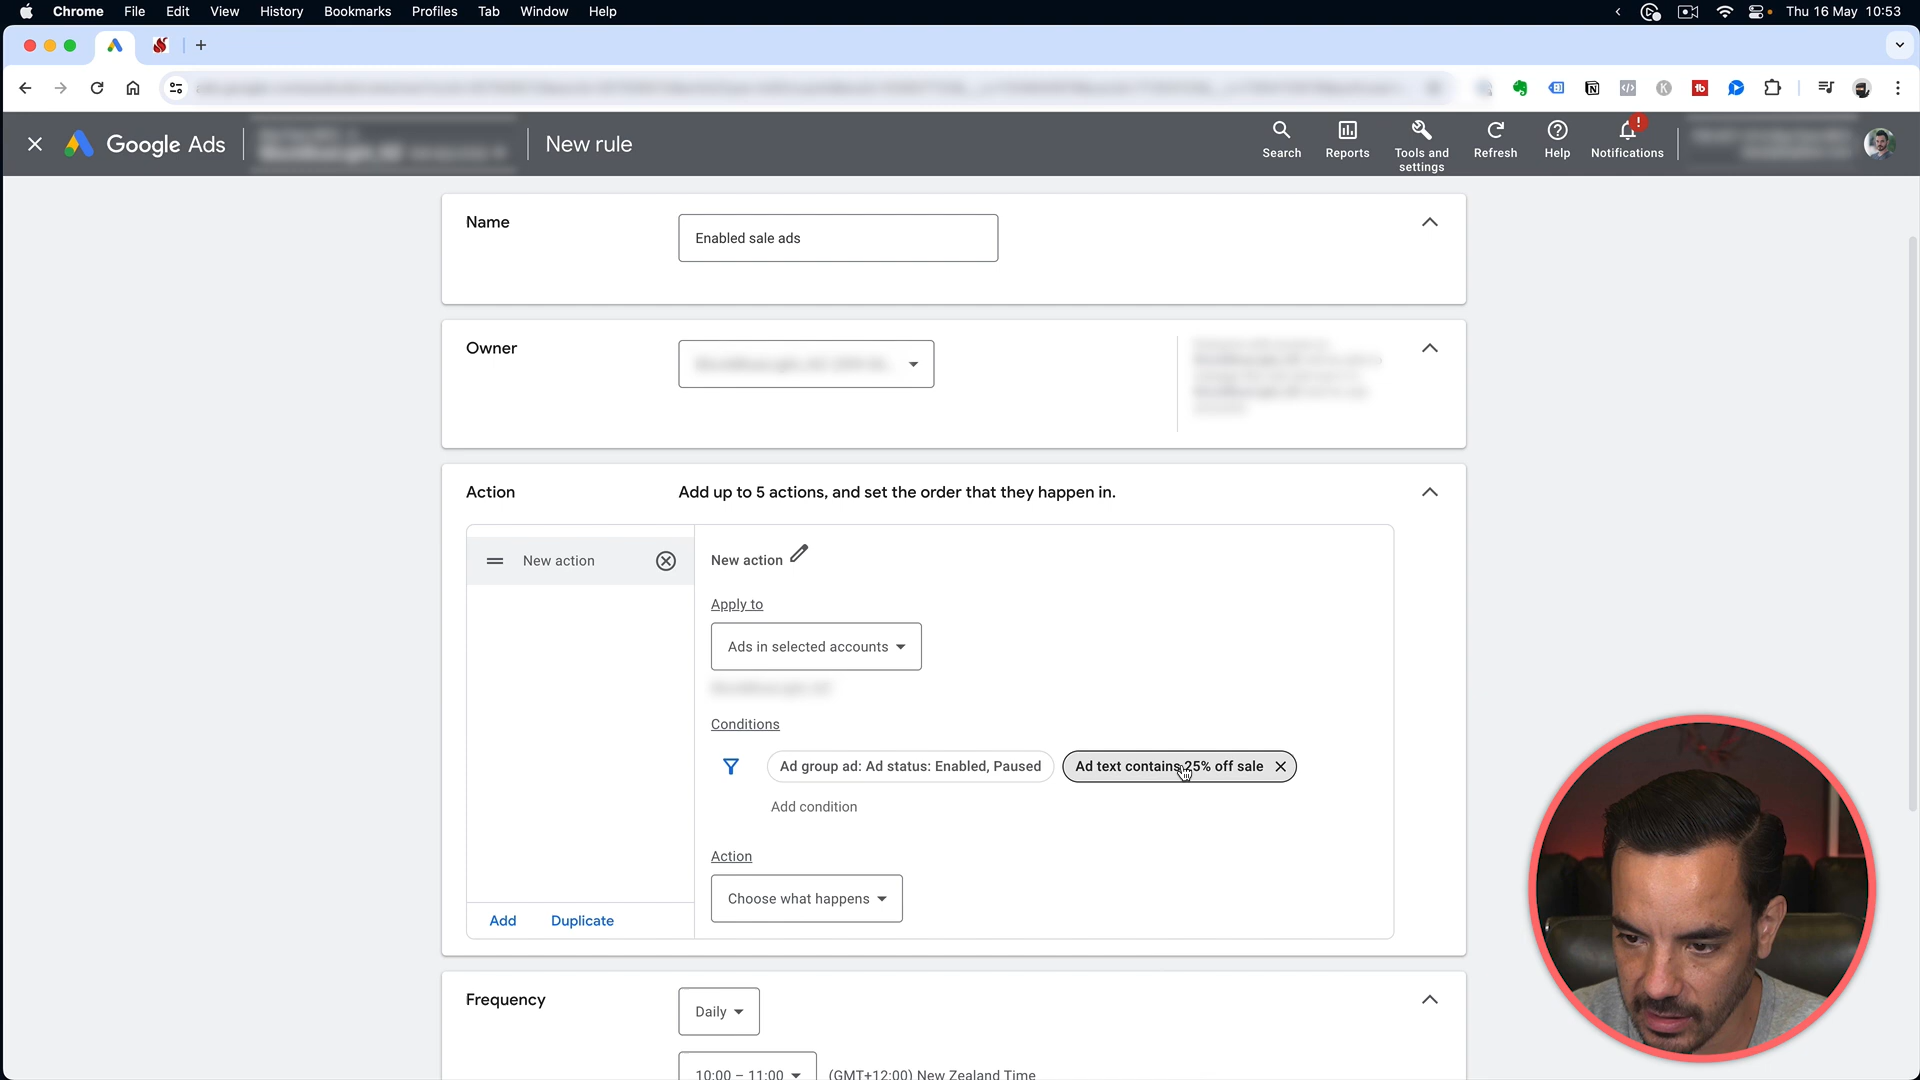 Chrome File Edit View History Bookmarks Profiles Tab Window Help Thu 16 May 10:53
Google Ads New rule
Search Reports Tools and settings Refresh Help Notifications
Name
Enabled sale ads
Owner
Action Add up to 5 actions, and set the order that they happen in.
New action
New action
Apply to
Ads in selected accounts
Conditions
Ad group ad: Ad status: Enabled, Paused Ad text contains 25% off sale
Add condition
Action
Choose what happens
Add Duplicate
Frequency
Daily
10:00 – 11:00 (GMT+12:00) New Zealand Time